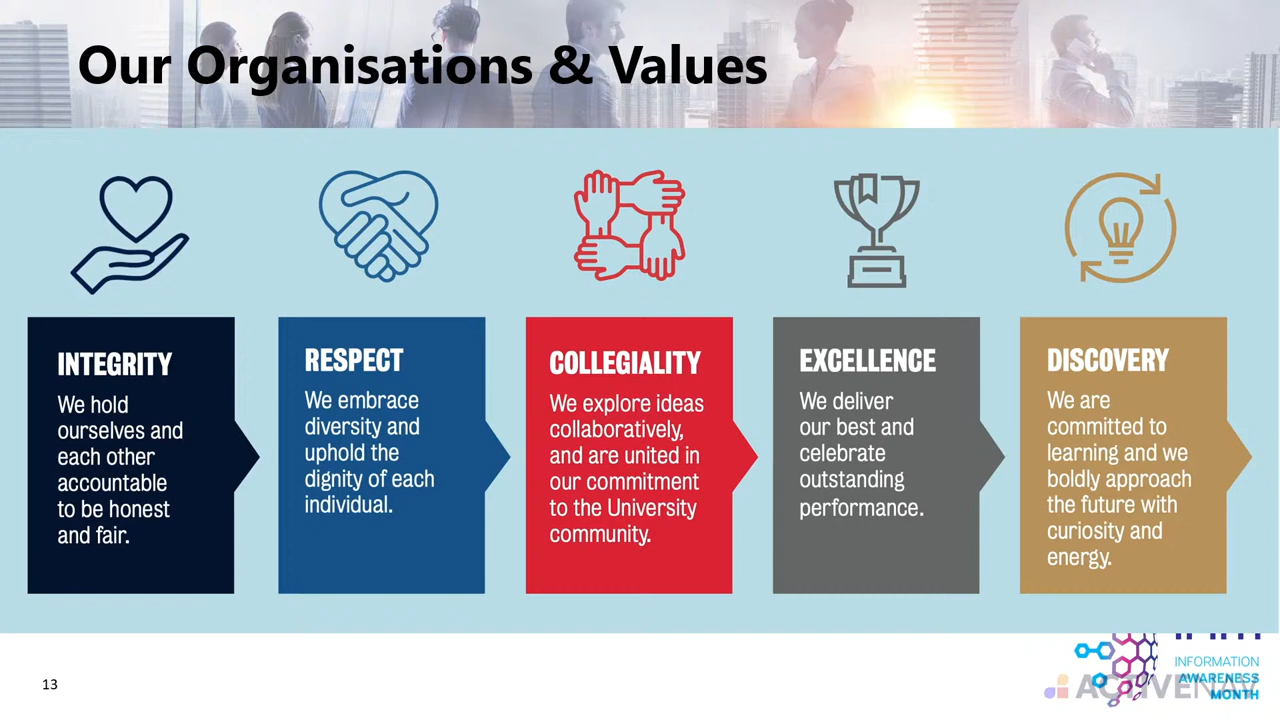 Our Organisations & Values
INTEGRITY
We hold
ourselves and
each other
accountable
to be honest
and fair.
RESPECT
We embrace
diversity and
uphold the
dignity of each
individual.
COLLEGIALITY
We explore ideas
collaboratively,
and are united in
our commitment
to the University
community.
EXCELLENCE
We deliver
our best and
celebrate
outstanding
performance.
DISCOVERY
We are
committed to
learning and we
boldly approach
the future with
curiosity and
energy.
13
INFORMATION
AWARENESS
MONTH
ACTIVENAV